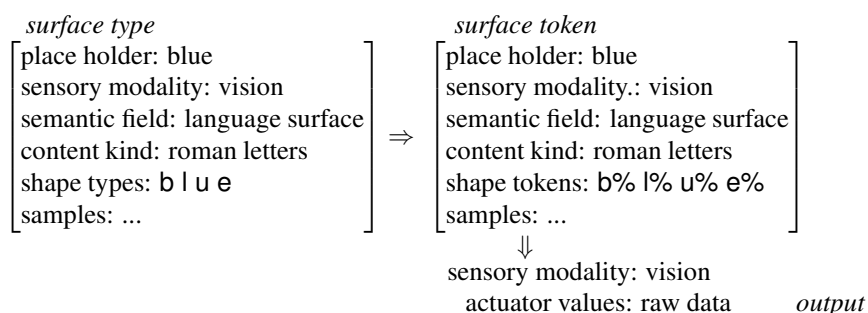 surface type surface token
place holder: blue place holder: blue
sensory modality: vision sensory modality.: vision
semantic field: language surface semantic field: language surface
content kind: roman letters ⇒ content kind: roman letters
shape types: b l u e shape tokens: b% l% u% e%
samples: ... samples: ...
⇓
sensory modality: vision
actuator values: raw data output